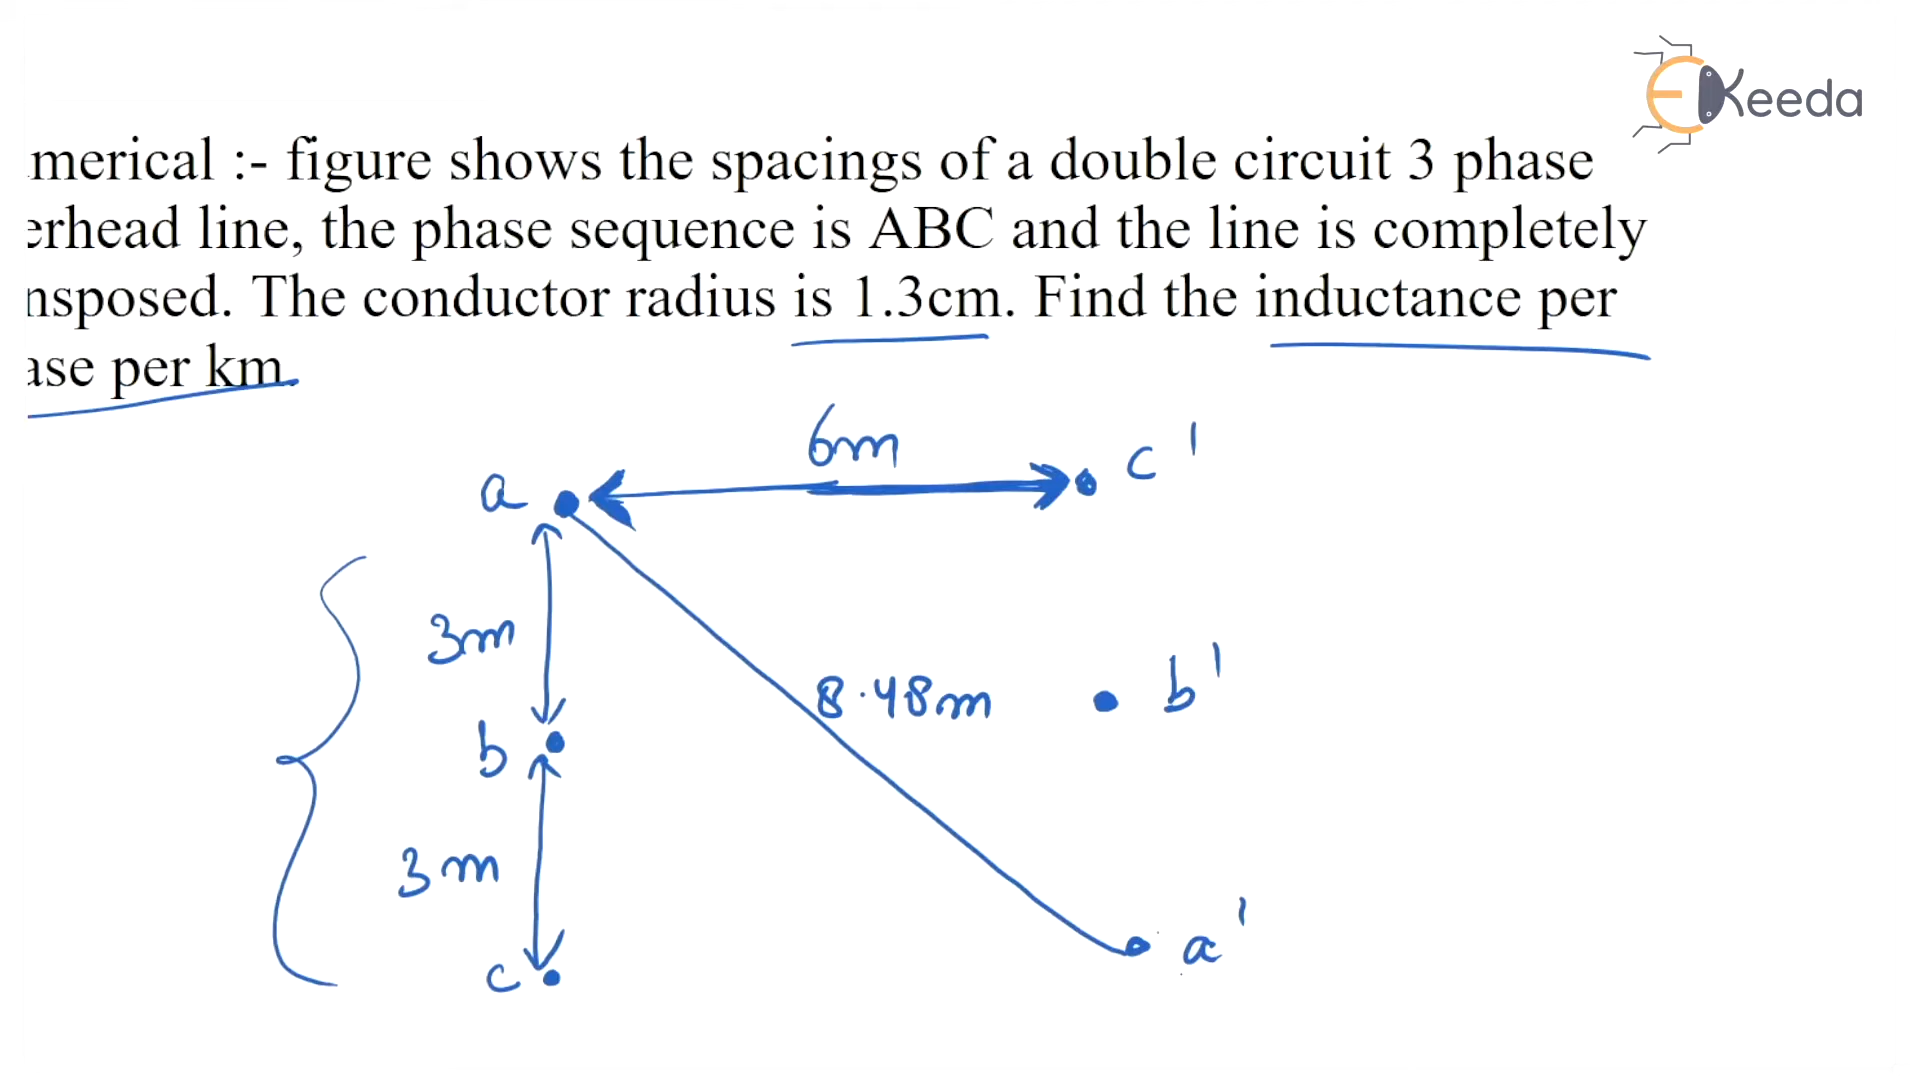 EKeeda
merical :- figure shows the spacings of a double circuit 3 phase
erhead line, the phase sequence is ABC and the line is completely
nsposed. The conductor radius is 1.3cm. Find the inductance per
ase per km.
6m
a
c'
3m
8.48m
b'
b
3m
a'
c